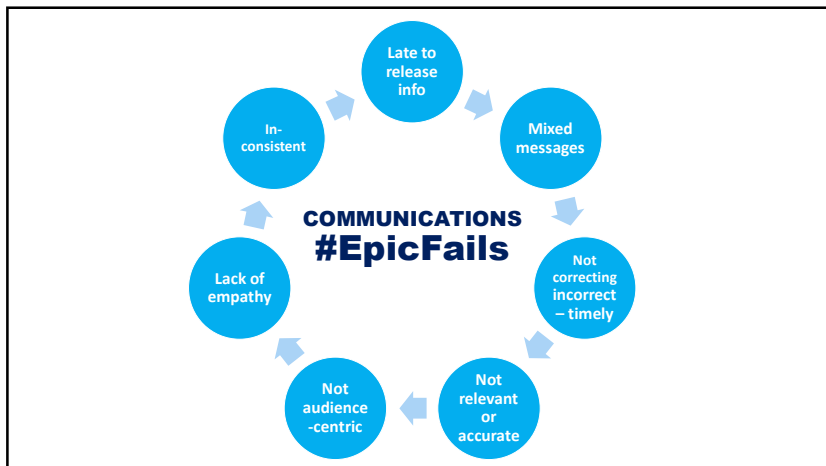 Late to
release
info
Mixed
messages
Not
correcting
incorrect
– timely
Not
relevant
or
accurate
Not
audience
-centric
Lack of
empathy
In-
consistent
COMMUNICATIONS
#EpicFails